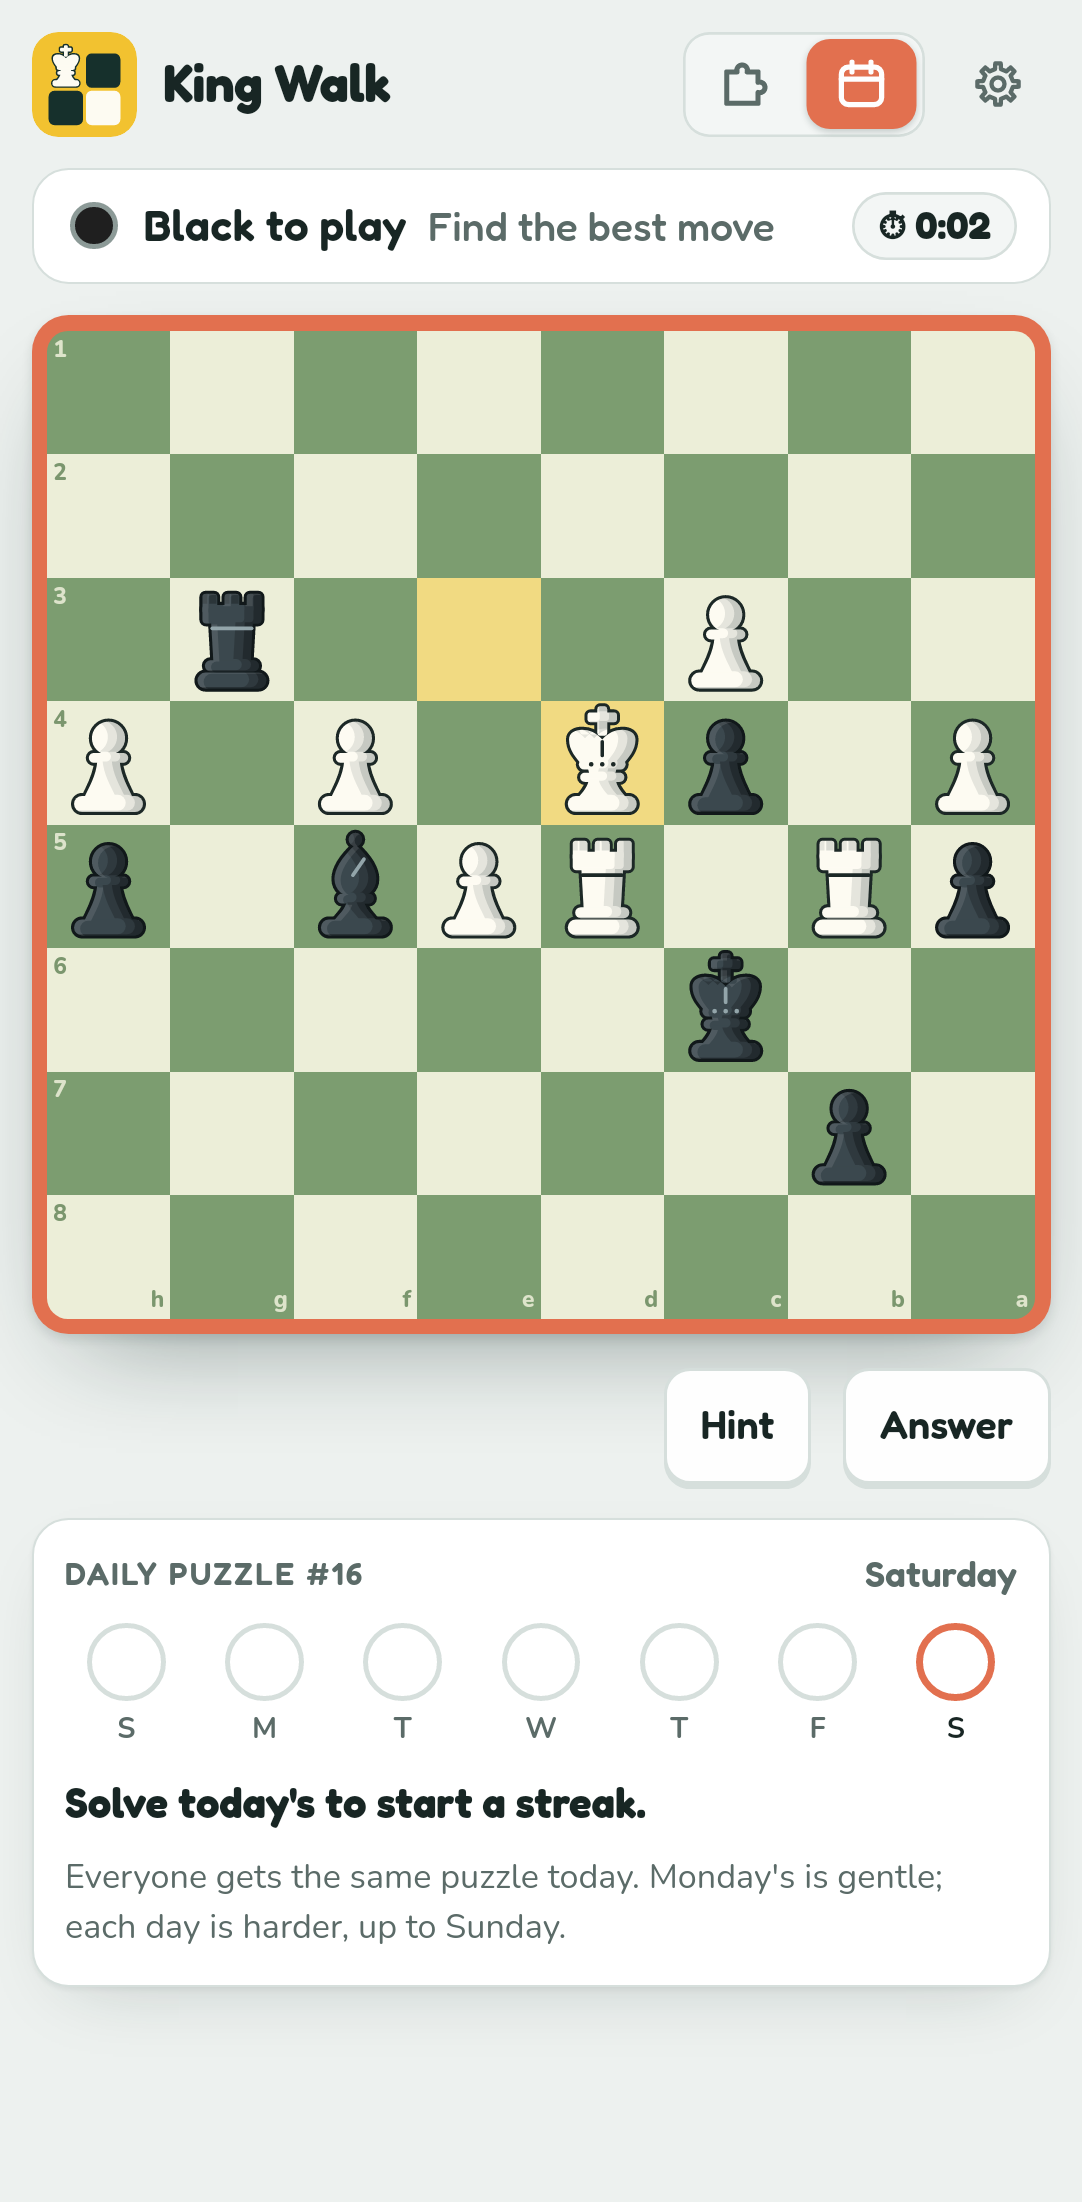 King Walk
Black to play Find the best move 0:02
1
2
3
4
5
6
7
8
h g f e d c b a
Hint Answer
DAILY PUZZLE #16 Saturday
S M T W T F S
Solve today's to start a streak.
Everyone gets the same puzzle today. Monday's is gentle;
each day is harder, up to Sunday.